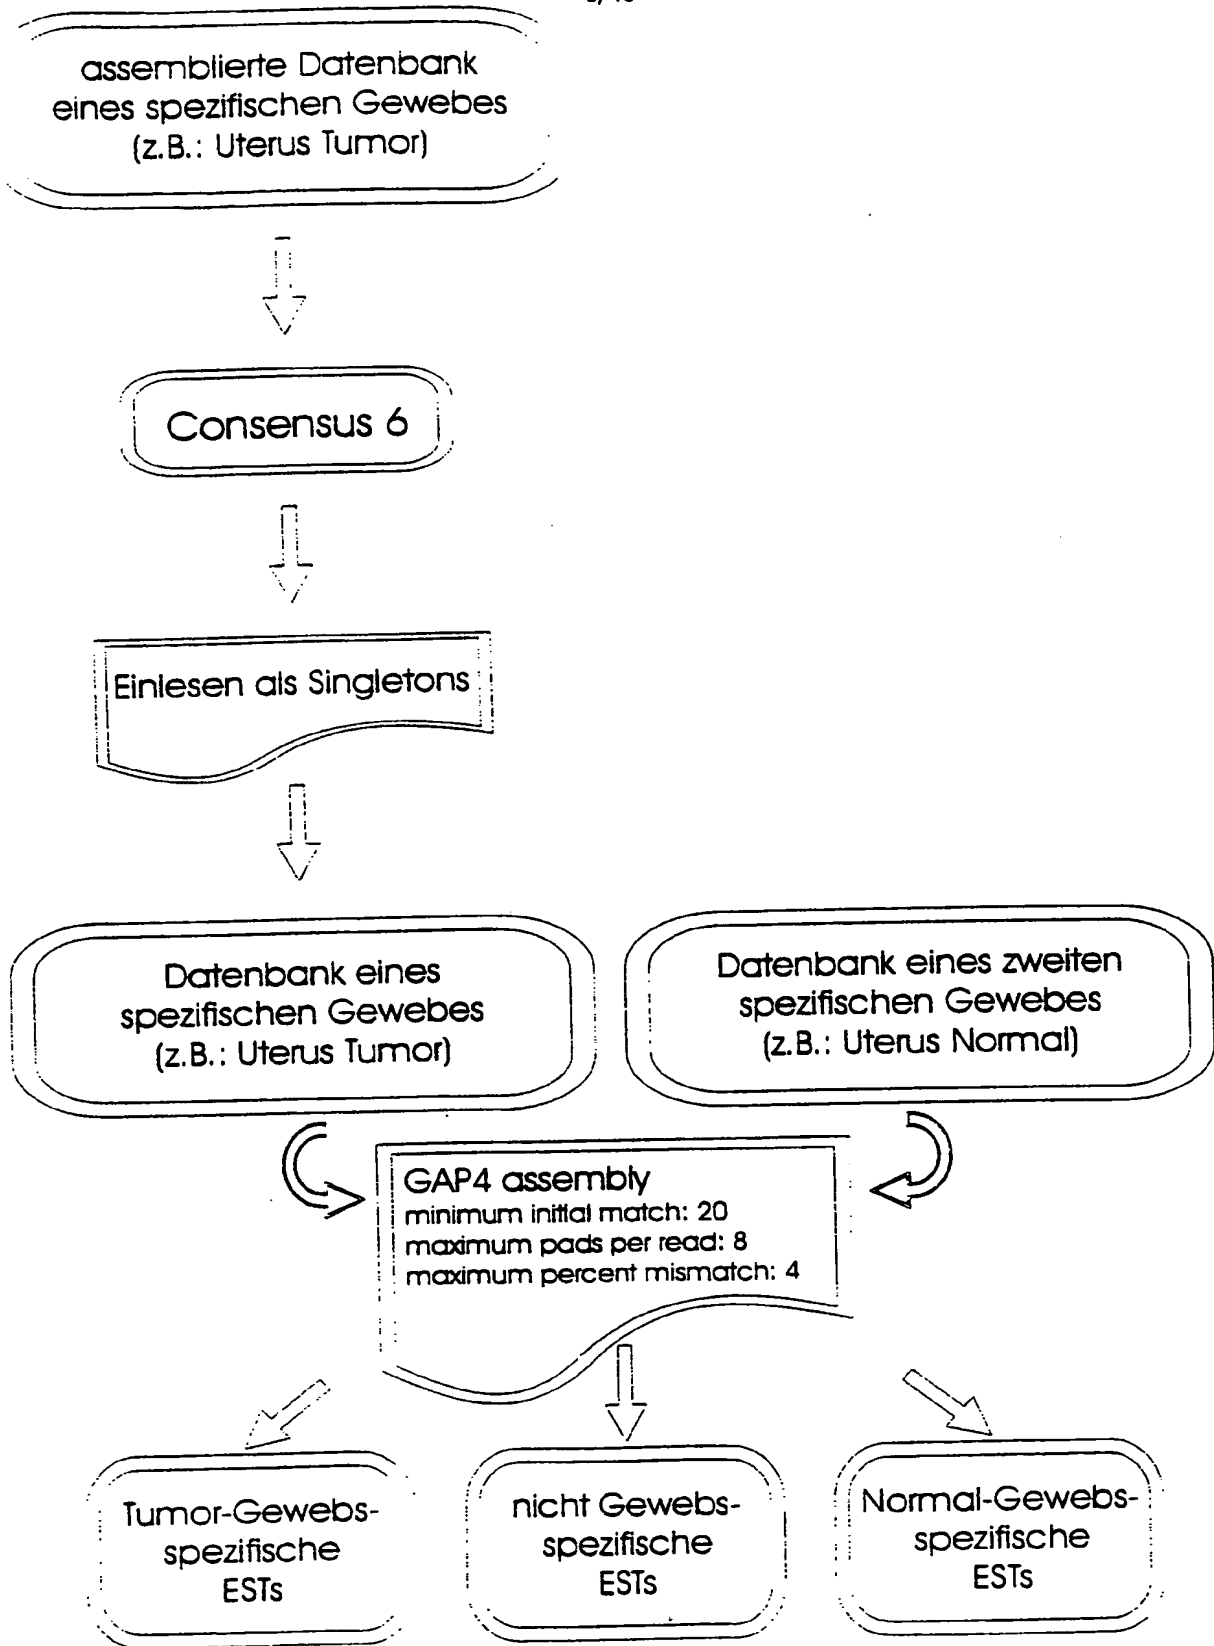 assemblierte Datenbank
eines spezifischen Gewebes
(z.B.: Uterus Tumor)
Consensus 6
Einlesen als Singletons
Datenbank eines
spezifischen Gewebes
(z.B.: Uterus Tumor)
Datenbank eines zweiten
spezifischen Gewebes
(z.B.: Uterus Normal)
GAP4 assembly
minimum initial match: 20
maximum pads per read: 8
maximum percent mismatch: 4
Tumor-Gewebs-
spezifische
ESTs
nicht Gewebs-
spezifische
ESTs
Normal-Gewebs-
spezifische
ESTs